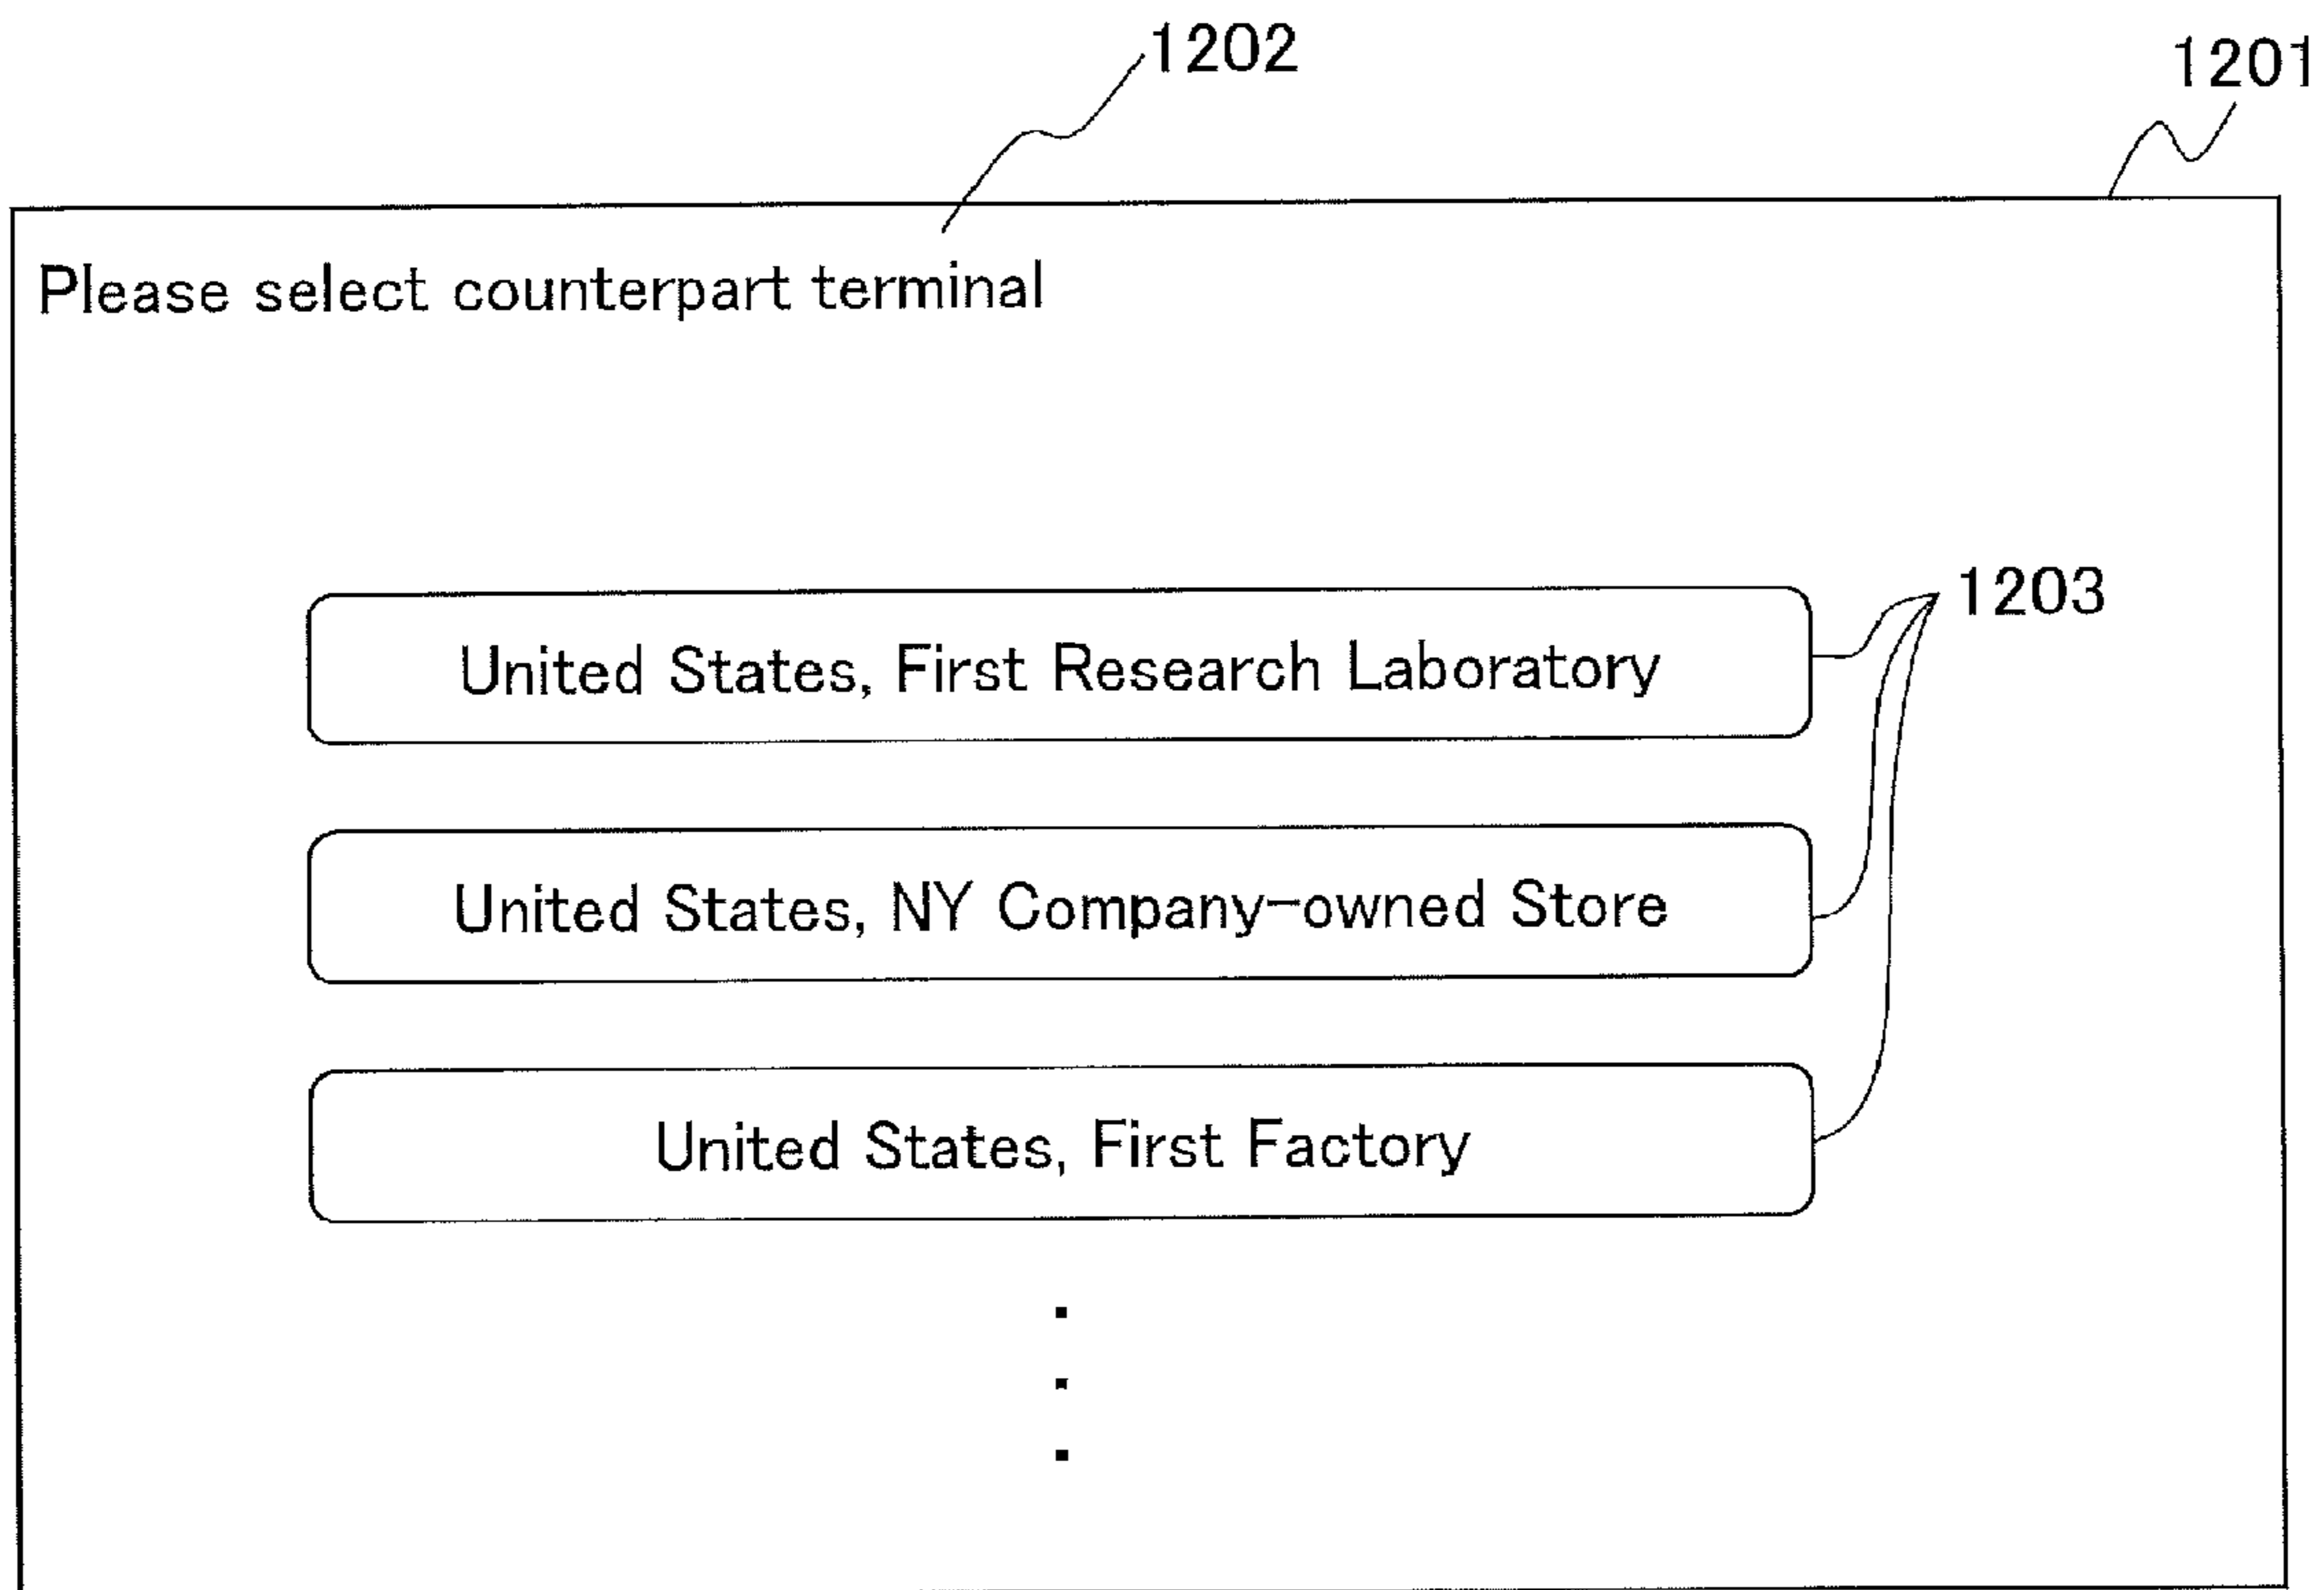 1202
1201
Please select counterpart terminal
1203
United States, First Research Laboratory
United States, NY Company-owned Store
United States, First Factory